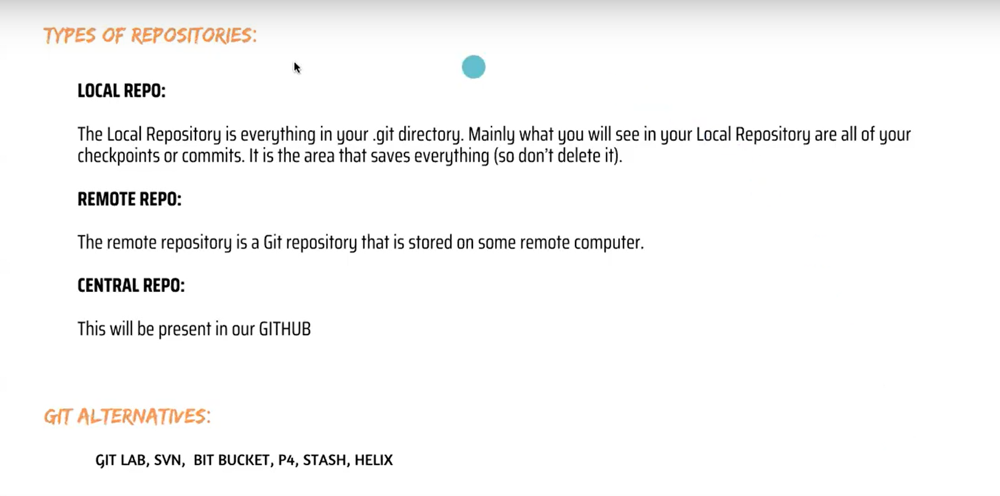 TYPES OF REPOSITORIES:
LOCAL REPO:
The Local Repository is everything in your .git directory. Mainly what you will see in your Local Repository are all of your
checkpoints or commits. It is the area that saves everything (so don’t delete it).
REMOTE REPO:
The remote repository is a Git repository that is stored on some remote computer.
CENTRAL REPO:
This will be present in our GITHUB
GIT ALTERNATIVES:
GIT LAB, SVN,  BIT BUCKET, P4, STASH, HELIX